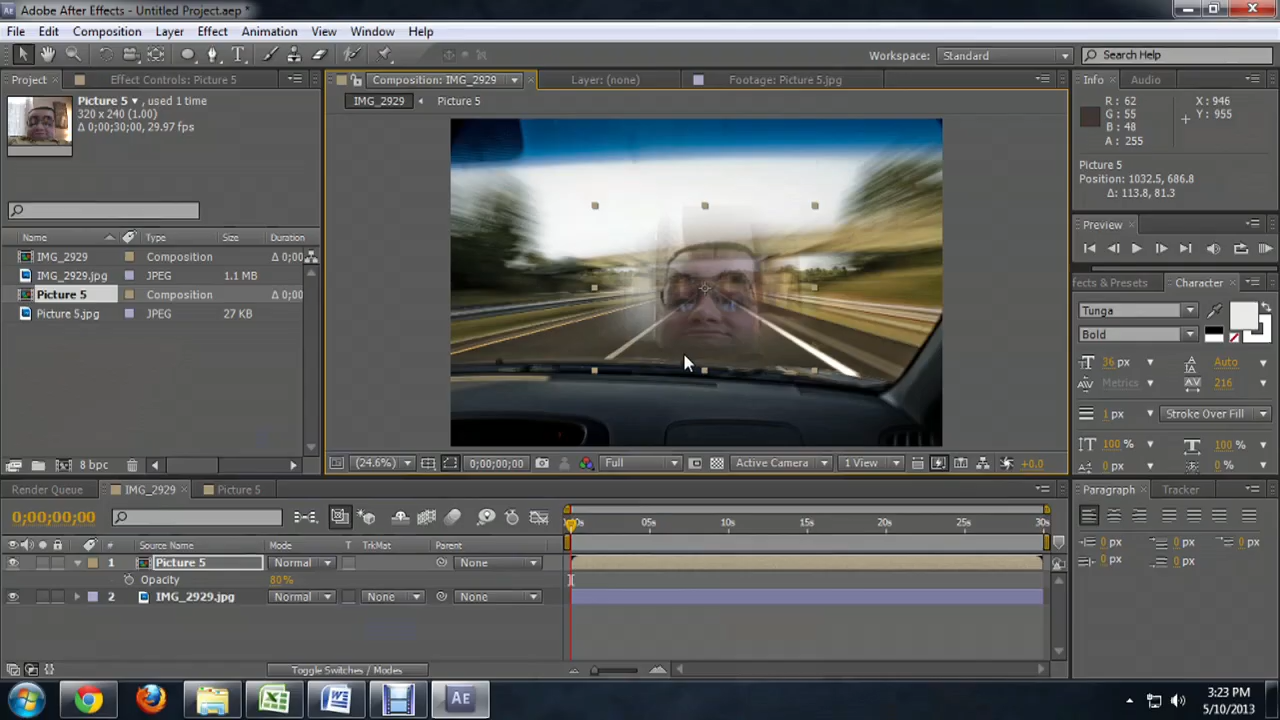 Adobe After Effects - Untitled Project.aep *
File Edit Composition Layer Effect Animation View Window Help
Workspace: Standard Search Help
Project Effect Controls: Picture 5 Composition: IMG_2929 Layer: (none) Footage: Picture 5.jpg Info Audio
Picture 5 ▾, used 1 time
320 x 240 (1.00)
Δ 0;00;30;00, 29.97 fps
IMG_2929 Picture 5
R : 62
G : 55
B : 48
A : 255
X : 946
Y : 955
Picture 5
Position: 1032.5, 686.8
Δ: 113.8, 81.3
Preview
Name Type Size Duration
IMG_2929 Composition Δ 0;00
IMG_2929.jpg JPEG 1.1 MB
Picture 5 Composition Δ 0;00
Picture 5.jpg JPEG 27 KB
8 bpc
ffects & Presets Character
Tunga
Bold
36 px Auto
Metrics 216
1 px Stroke Over Fill
100 % 100 %
0 px 0 %
(24.6%) 0;00;00;00 Full Active Camera 1 View +0.0
Render Queue IMG_2929 Picture 5
Paragraph Tracker
0;00;00;00
05s 10s 15s 20s 25s 30s
# Source Name Mode T TrkMat Parent
1 Picture 5 Normal None
Opacity 80%
2 IMG_2929.jpg Normal None None
Toggle Switches / Modes
0 px 0 px 0 px
0 px 0 px
Ae
3:23 PM
5/10/2013